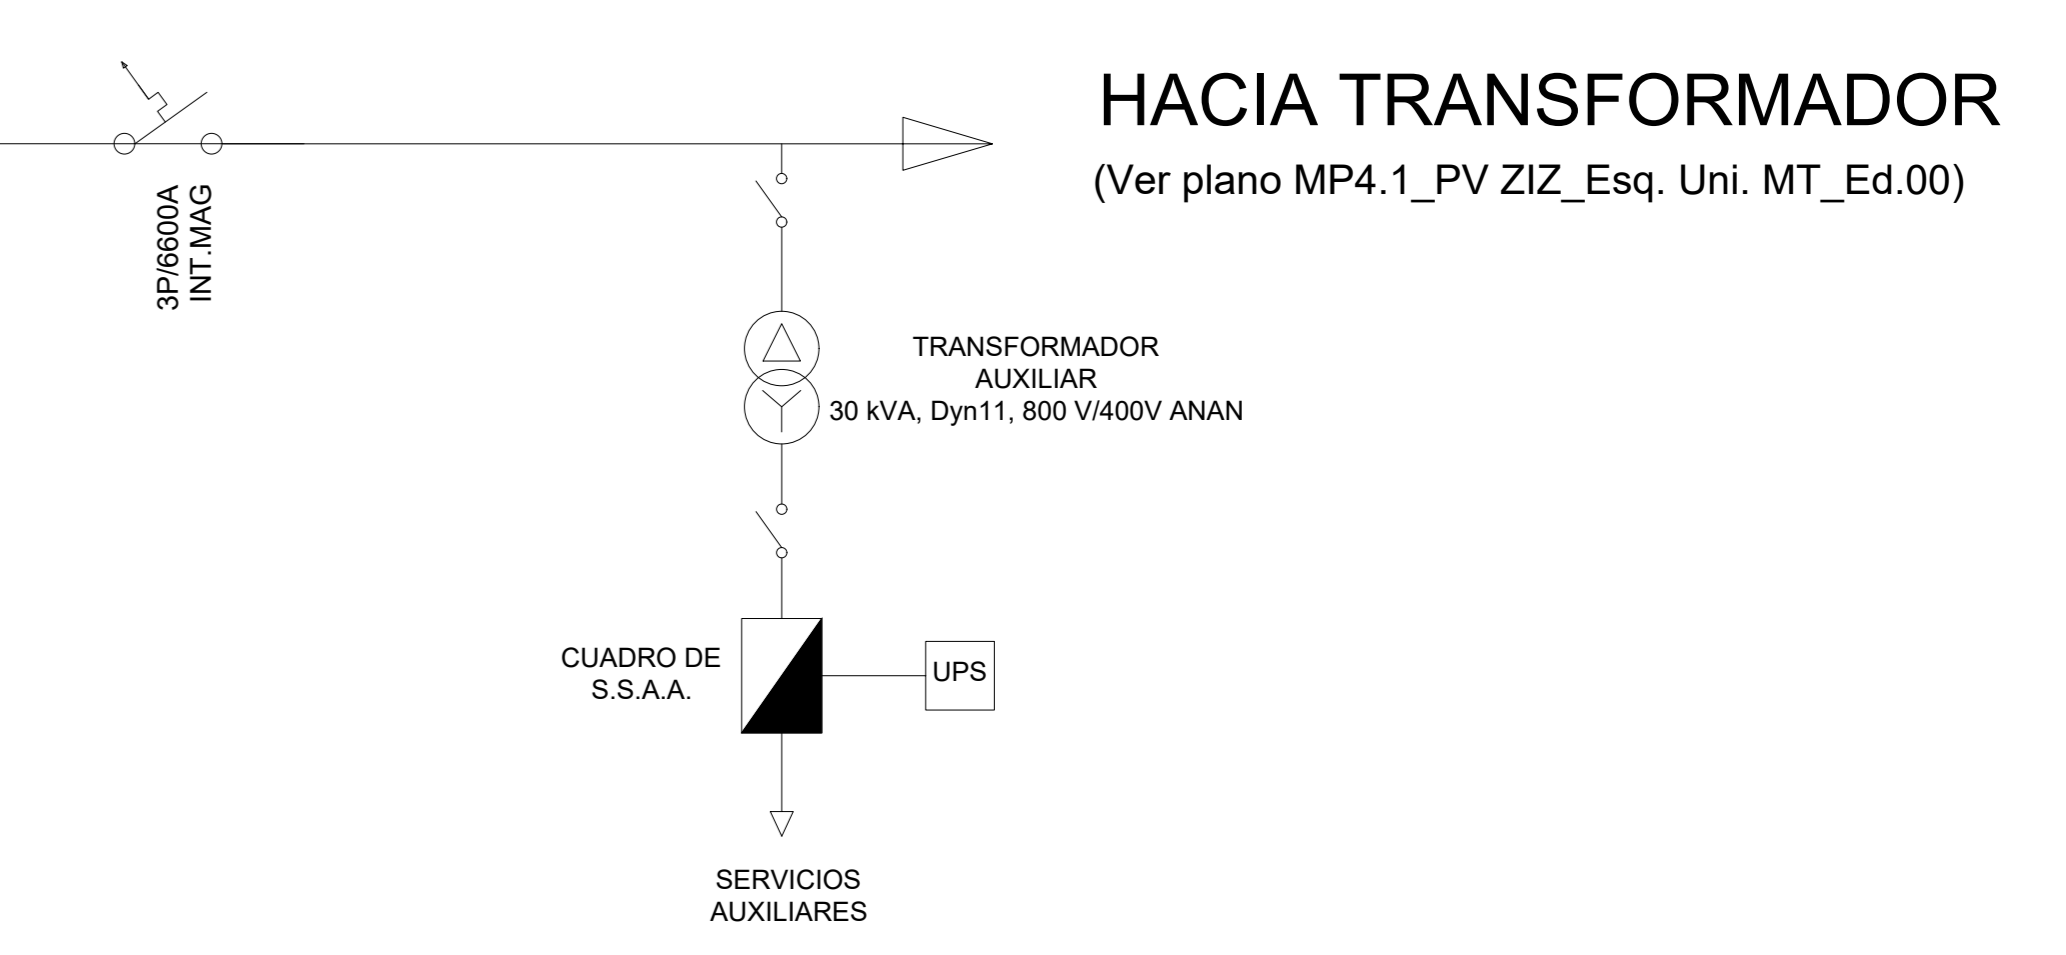 HACIA TRANSFORMADOR
(Ver plano MP4.1_PV ZIZ_Esq. Uni. MT_Ed.00)
3P/6600A
INT.MAG
TRANSFORMADOR
AUXILIAR
30 kVA, Dyn11, 800 V/400V ANAN
CUADRO DE
S.S.A.A.
UPS
SERVICIOS
AUXILIARES